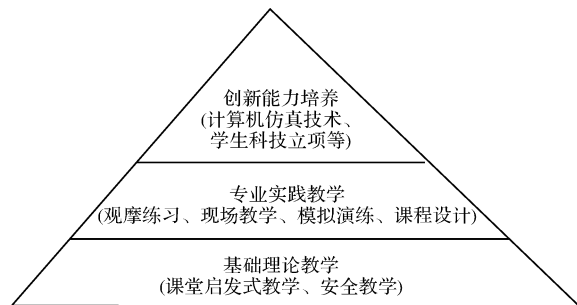 创新能力培养
(计算机仿真技术、
学生科技立项等)
专业实践教学
(观摩练习、现场教学、模拟演练、课程设计)
基础理论教学
(课堂启发式教学、安全教学)